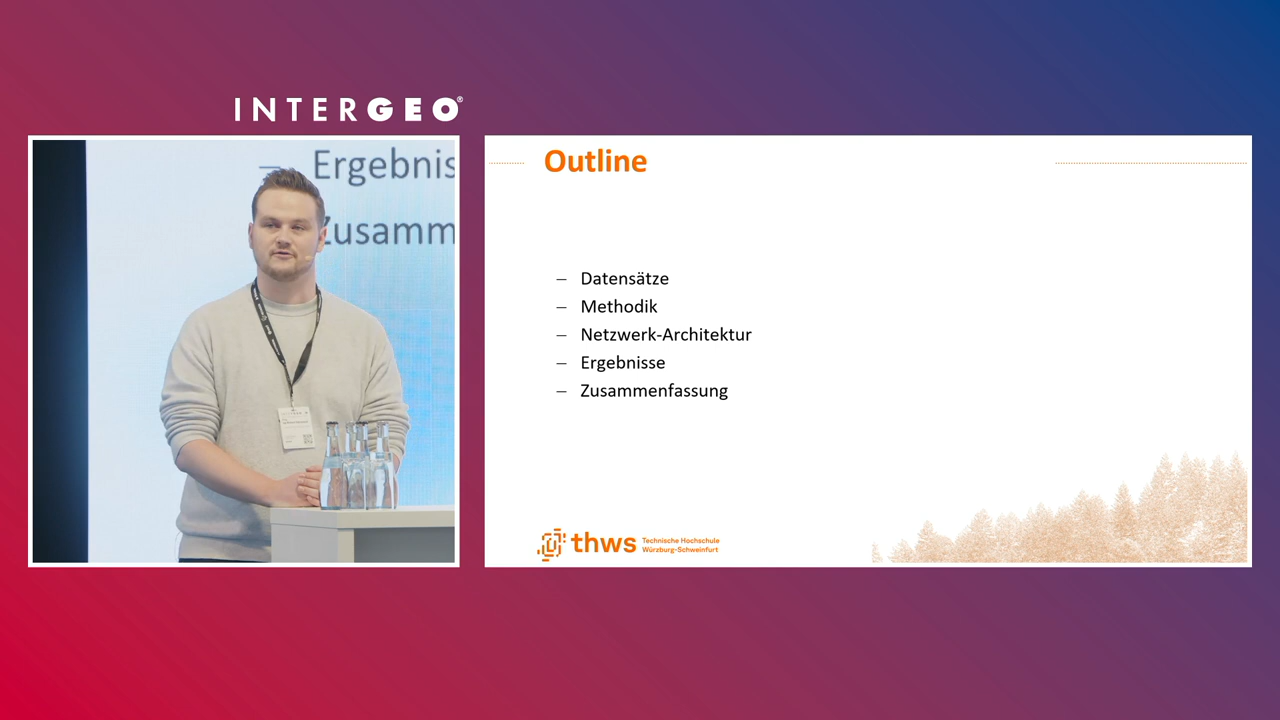 INTERGEO®
Ergebnis
Zusamm
Outline
– Datensätze
– Methodik
– Netzwerk-Architektur
– Ergebnisse
– Zusammenfassung
thws
Technische Hochschule
Würzburg-Schweinfurt